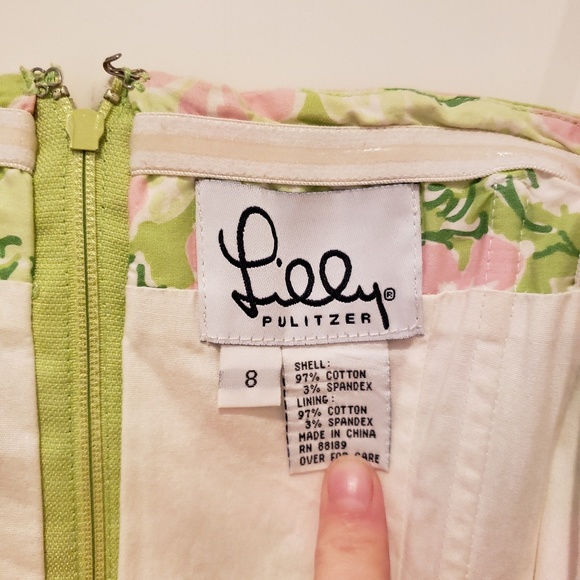 Lilly®
PULITZER
8
SHELL:
97% COTTON
3% SPANDEX
LINING:
97% COTTON
3% SPANDEX
MADE IN CHINA
RN 88189
OVER FOR CARE